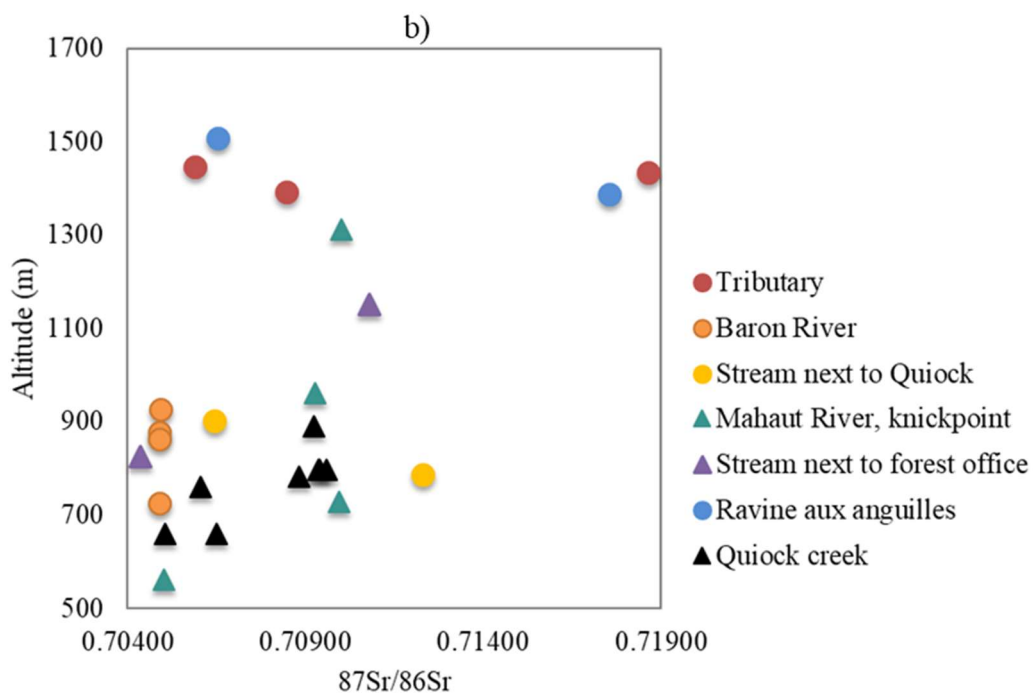 b)
1700
1500
1300
1100
900
700
500
Altitude (m)
0.70400
0.70900
0.71400
0.71900
87Sr/86Sr
Tributary
Baron River
Stream next to Quiock
Mahaut River, knickpoint
Stream next to forest office
Ravine aux anguilles
Quiock creek